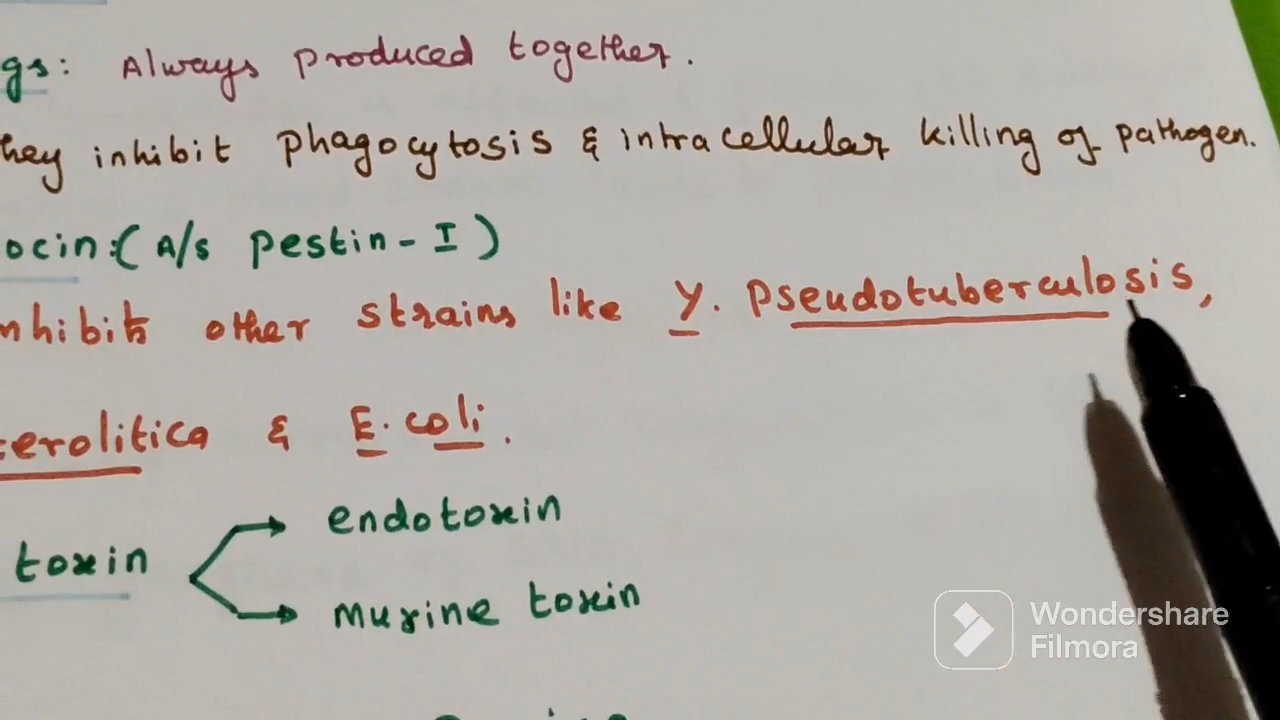 gs: Always produced together.
hey inhibit phagocytosis & intracellular killing of pathogen.
ocin:( A/s pestin - I )
nhibits other strains like Y. pseudotuberculosis,
erolitica & E. coli.
toxin → endotoxin
→ murine toxin
Wondershare
Filmora